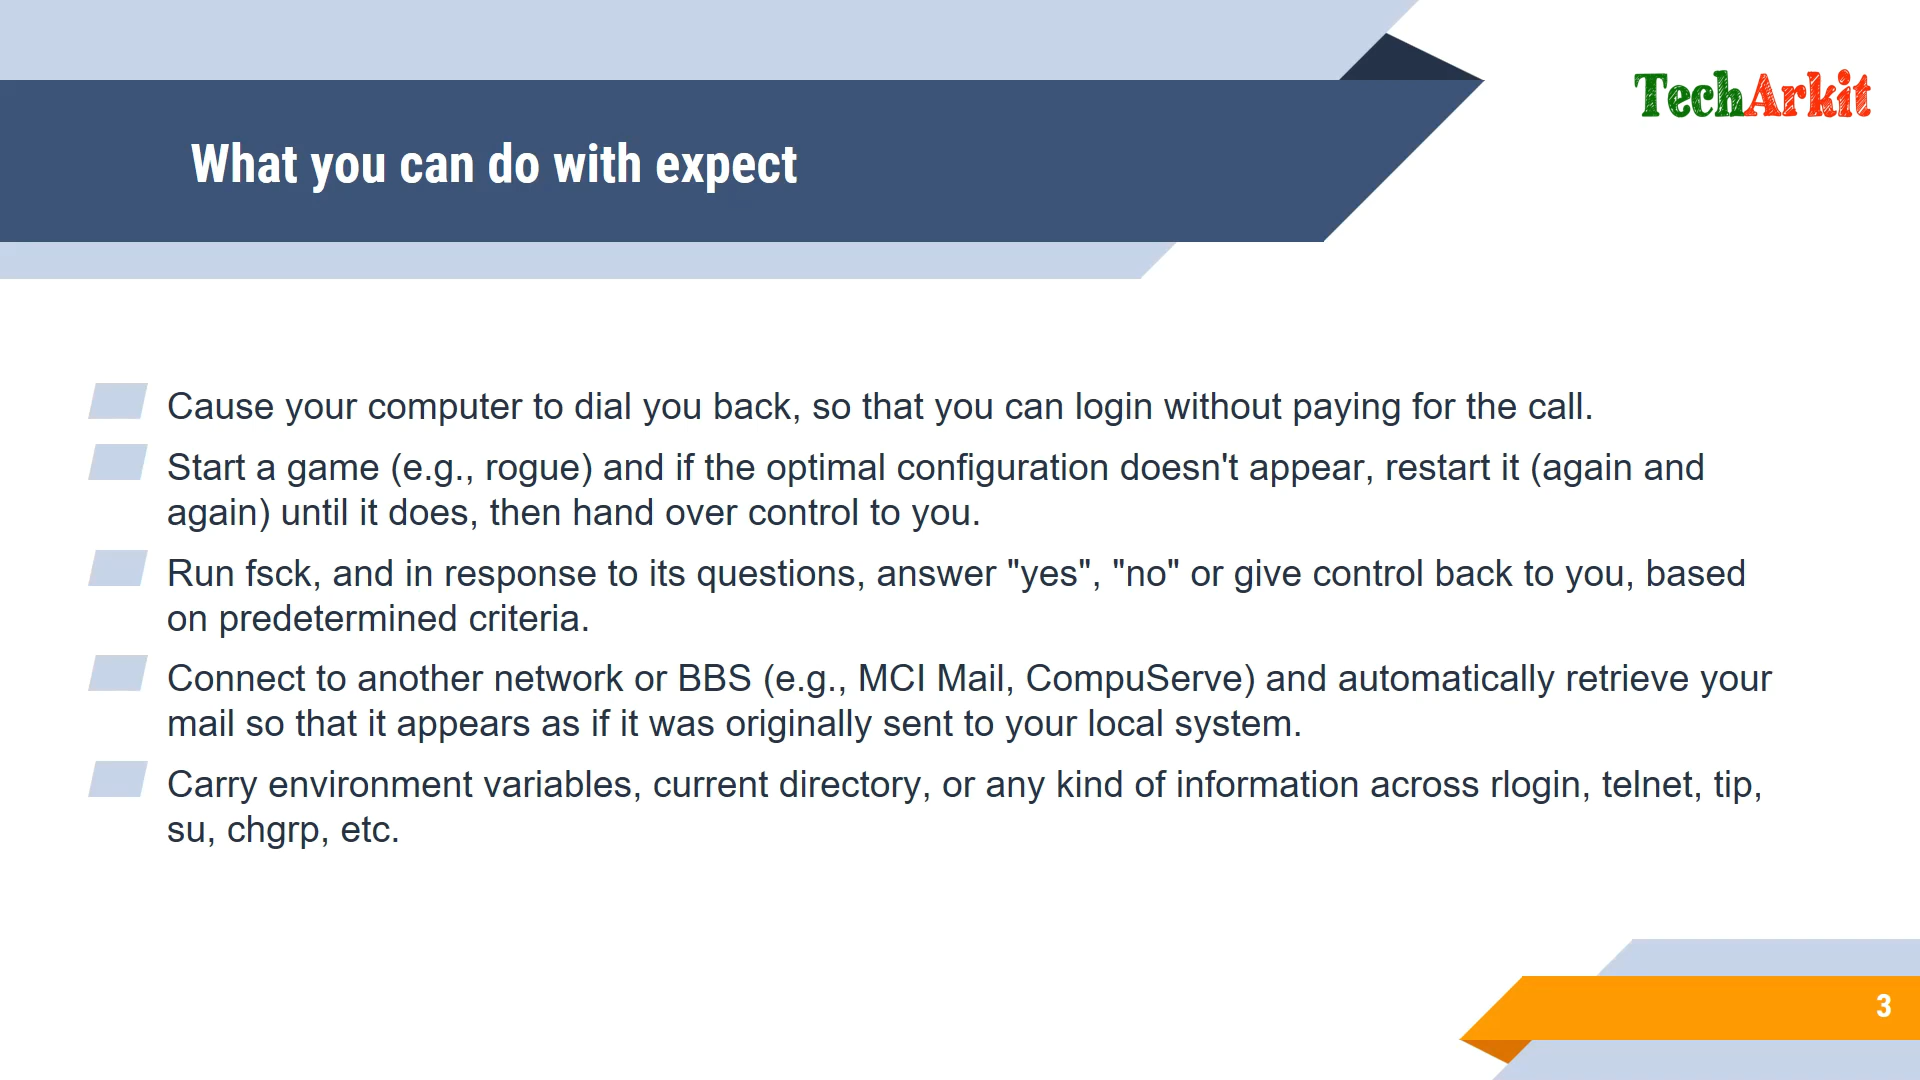 TechArkit
What you can do with expect
Cause your computer to dial you back, so that you can login without paying for the call.
Start a game (e.g., rogue) and if the optimal configuration doesn't appear, restart it (again and
again) until it does, then hand over control to you.
Run fsck, and in response to its questions, answer "yes", "no" or give control back to you, based
on predetermined criteria.
Connect to another network or BBS (e.g., MCI Mail, CompuServe) and automatically retrieve your
mail so that it appears as if it was originally sent to your local system.
Carry environment variables, current directory, or any kind of information across rlogin, telnet, tip,
su, chgrp, etc.
3